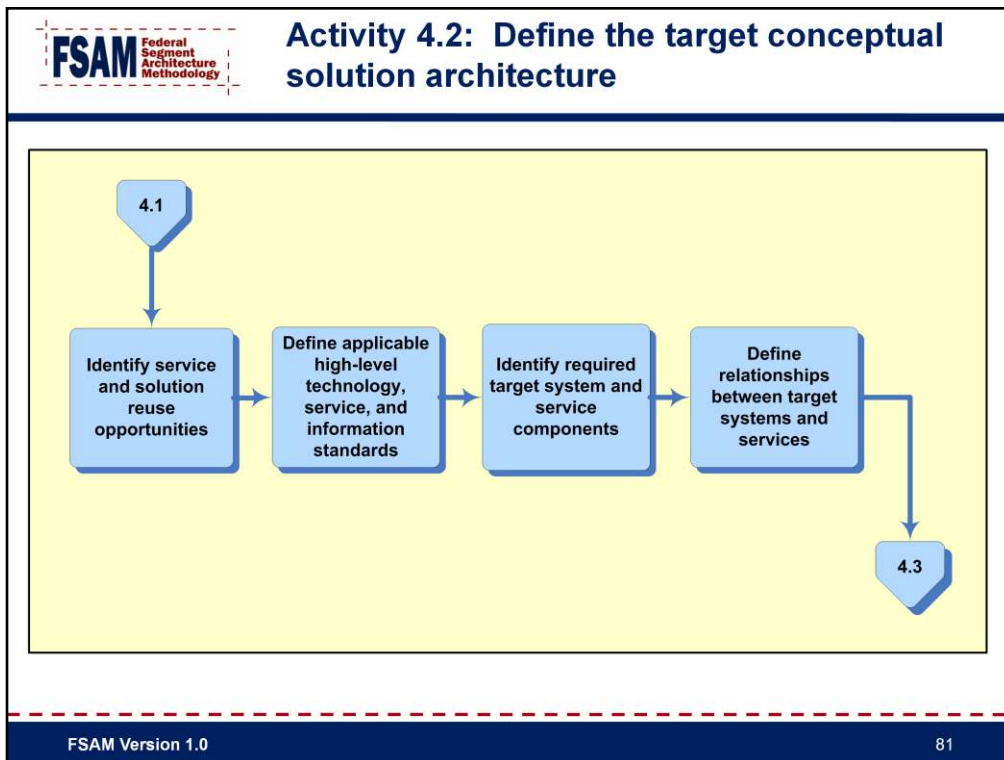 FSAM
Federal
Segment
Architecture
Methodology
Activity 4.2: Define the target conceptual
solution architecture
4.1
Identify service
and solution
reuse
opportunities
Define applicable
high-level
technology,
service, and
information
standards
Identify required
target system and
service
components
Define
relationships
between target
systems and
services
4.3
FSAM Version 1.0
81